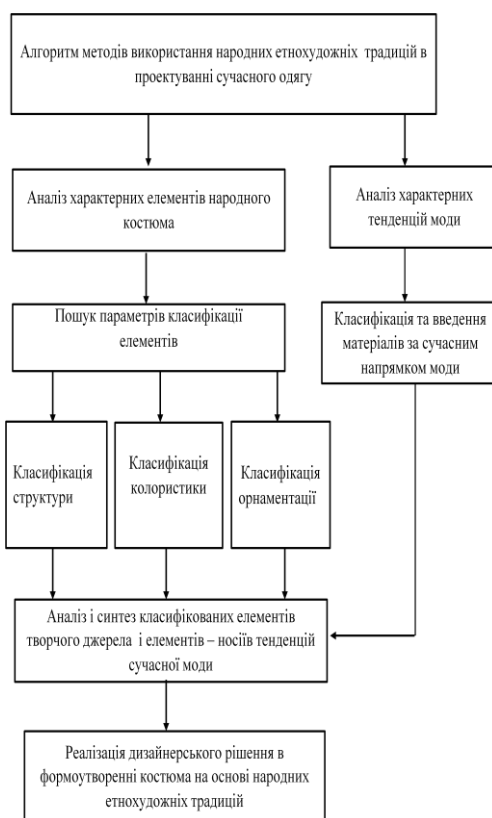 Алгоритм методів використання народних етнохудожніх традицій в
проектуванні сучасного одягу
Аналіз характерних елементів народного
костюма
Аналіз характерних
тенденцій моди
Пошук параметрів класифікації
елементів
Класифікація та введення
матеріалів за сучасним
напрямком моди
Класифікація
структури
Класифікація
колористики
Класифікація
орнаментації
Аналіз і синтез класифікованих елементів
творчого джерела і елементів – носіїв тенденцій
сучасної моди
Реалізація дизайнерського рішення в
формоутворенні костюма на основі народних
етнохудожніх традицій